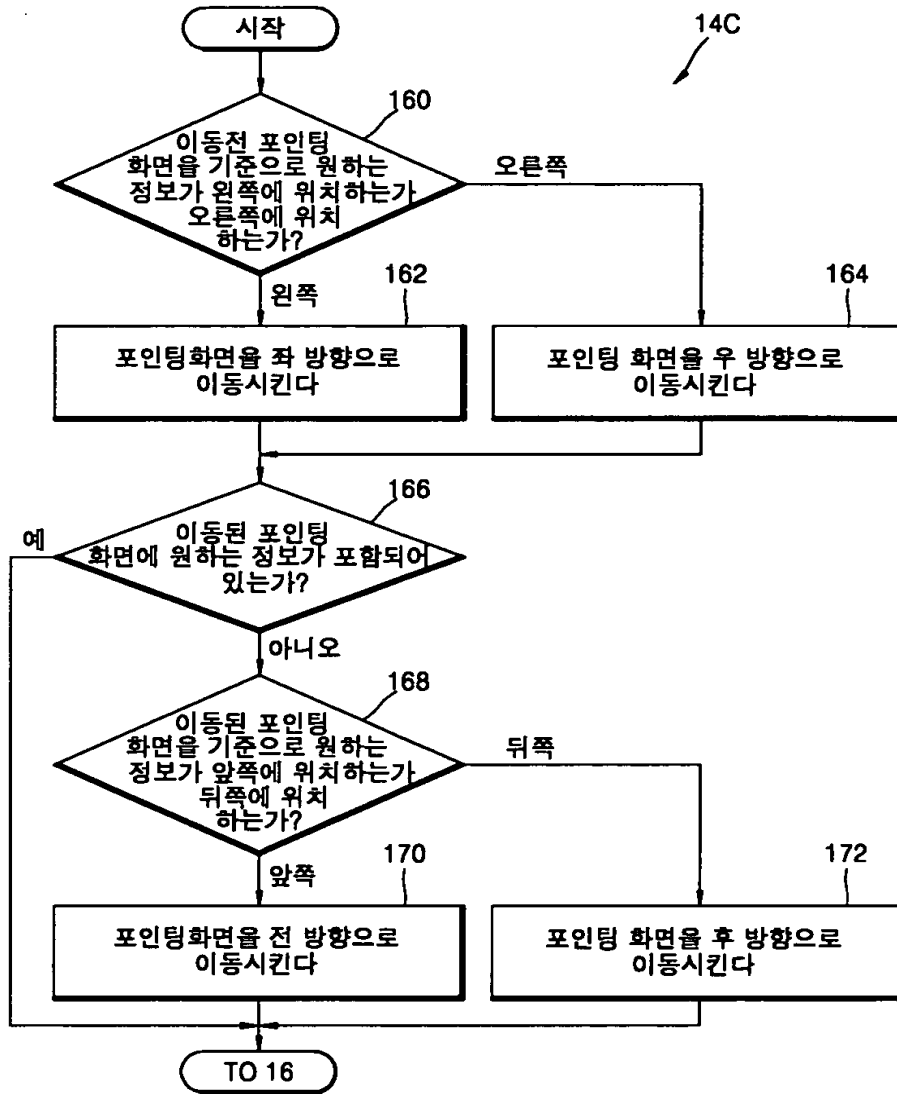 시작
14C
160
이동전 포인팅
화면을 기준으로 원하는
정보가 왼쪽에 위치하는가
오른쪽에 위치
하는가?
오른쪽
왼쪽
162
164
포인팅화면을 좌 방향으로
이동시킨다
포인팅 화면을 우 방향으로
이동시킨다
166
예
이동된 포인팅
화면에 원하는 정보가 포함되어
있는가?
아니오
168
이동된 포인팅
화면을 기준으로 원하는
정보가 앞쪽에 위치하는가
뒤쪽에 위치
하는가?
뒤쪽
앞쪽
170
172
포인팅화면을 전 방향으로
이동시킨다
포인팅 화면을 후 방향으로
이동시킨다
TO 16